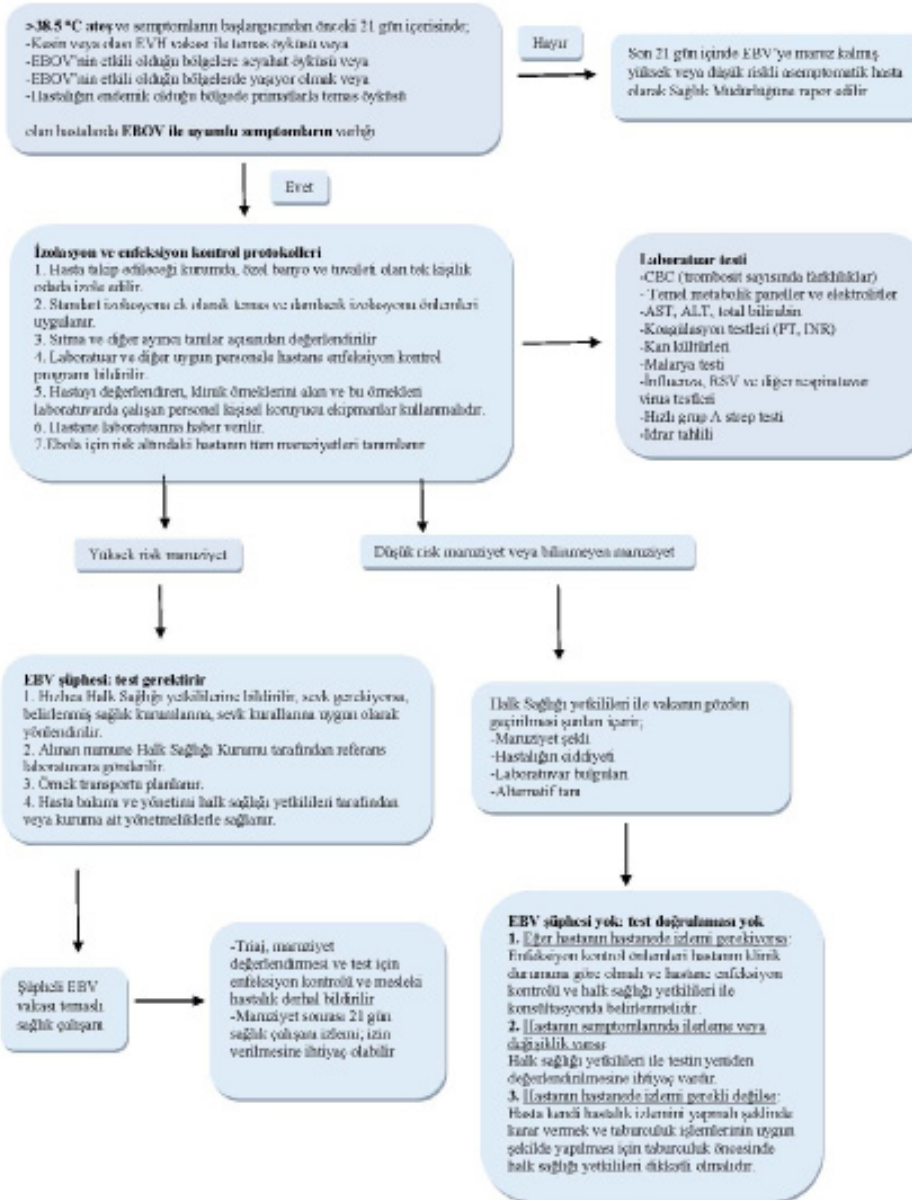 >38.5 °C ateş ve semptomların başlangıcından önceki 21 gün içerisinde;
-Kesin veya olası EVH vakası ile temas öyküsü veya
-EBOV'nin etkili olduğu bölgelere seyahat öyküsü veya
-EBOV'nin etkili olduğu bölgelerde yaşıyor olmak veya
-Hastalığın endemik olduğu bölgede primatlarla temas öyküsü
olan hastalarda EBOV ile uyumlu semptomların varlığı
Hayır
Son 21 gün içinde EBV'ye maruz kalmış
yüksek veya düşük riskli asemptomatik hasta
olarak Sağlık Müdürlüğüne rapor edilir
Evet
İzolasyon ve enfeksiyon kontrol protokolleri
1. Hasta takip edileceği kurumda, özel banyo ve tuvaleti olan tek kişilik
odada izole edilir.
2. Standart izolasyona ek olarak temas ve damlacık izolasyonu önlemleri
uygulanır.
3. Sıtma ve diğer ayırıcı tanılar açısından değerlendirilir
4. Laboratuar ve diğer uygun personele hastane enfeksiyon kontrol
programı bildirilir.
5. Hastayı değerlendiren, klinik örneklerini alan ve bu örnekleri
laboratuvarda çalışan personel kişisel koruyucu ekipmanlar kullanmalıdır.
6. Hastane laboratuarına haber verilir.
7.Ebola için risk altındaki hastanın tüm maruziyetleri tanımlanır
Laboratuar testi
-CBC (trombosit sayısında farklılıklar)
- Temel metabolik paneller ve elektrolitler
-AST, ALT, total bilirubin
-Koagülasyon testleri (PT, INR)
-Kan kültürleri
-Malarya testi
-İnfluenza, RSV ve diğer respiratuvar
virus testleri
-Hızlı grup A strep testi
-İdrar tahlili
Yüksek risk maruziyet
Düşük risk maruziyet veya bilinmeyen maruziyet
EBV şüphesi: test gerektirir
1. Hızlıca Halk Sağlığı yetkililerine bildirilir, sevk gerekiyorsa,
belirlenmiş sağlık kurumlarına, sevk kurallarına uygun olarak
yönlendirilir.
2. Alınan numune Halk Sağlığı Kurumu tarafından referans
laboratuvara gönderilir.
3. Örnek transportu planlanır.
4. Hasta bakımı ve yönetimi halk sağlığı yetkilileri tarafından
veya kuruma ait yönetmeliklerle sağlanır.
Halk Sağlığı yetkilileri ile vakanın gözden
geçirilmesi şunları içerir;
-Maruziyet şekli
-Hastalığın ciddiyeti
-Laboratuvar bulguları
-Alternatif tanı
Şüpheli EBV
vakası temaslı
sağlık çalışanı
-Triaj, maruziyet
değerlendirmesi ve test için
enfeksiyon kontrolü ve mesleki
hastalık derhal bildirilir
-Maruziyet sonrası 21 gün
sağlık çalışanı izlemi; izin
verilmesine ihtiyaç olabilir
EBV şüphesi yok: test doğrulaması yok
1. Eğer hastanın hastanede izlemi gerekiyorsa:
Enfeksiyon kontrol önlemleri hastanın klinik
durumuna göre olmalı ve hastane enfeksiyon
kontrolü ve halk sağlığı yetkilileri ile
konsültasyonda belirlenmelidir.
2. Hastanın semptomlarında ilerleme veya
değişiklik varsa
Halk sağlığı yetkilileri ile testin yeniden
değerlendirilmesine ihtiyaç vardır.
3. Hastanın hastanede izlemi gerekli değilse:
Hasta kendi hastalık izlemini yapmalı şeklinde
karar vermek ve taburculuk işlemlerinin uygun
şekilde yapılması için taburculuk öncesinde
halk sağlığı yetkilileri dikkatli olmalıdır.